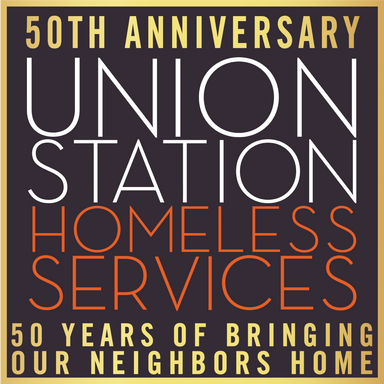 50TH ANNIVERSARY
UNION
STATION
HOMELESS
SERVICES
50 YEARS OF BRINGING
OUR NEIGHBORS HOME